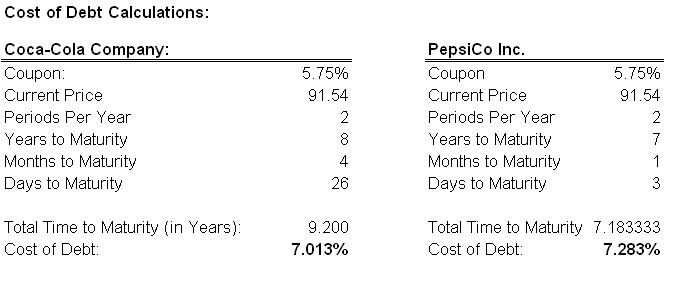 Cost of Debt Calculations:
Coca-Cola Company:
Coupon: 5.75%
Current Price 91.54
Periods Per Year 2
Years to Maturity 8
Months to Maturity 4
Days to Maturity 26
Total Time to Maturity (in Years): 9.200
Cost of Debt: 7.013%
PepsiCo Inc.
Coupon 5.75%
Current Price 91.54
Periods Per Year 2
Years to Maturity 7
Months to Maturity 1
Days to Maturity 3
Total Time to Maturity 7.183333
Cost of Debt: 7.283%